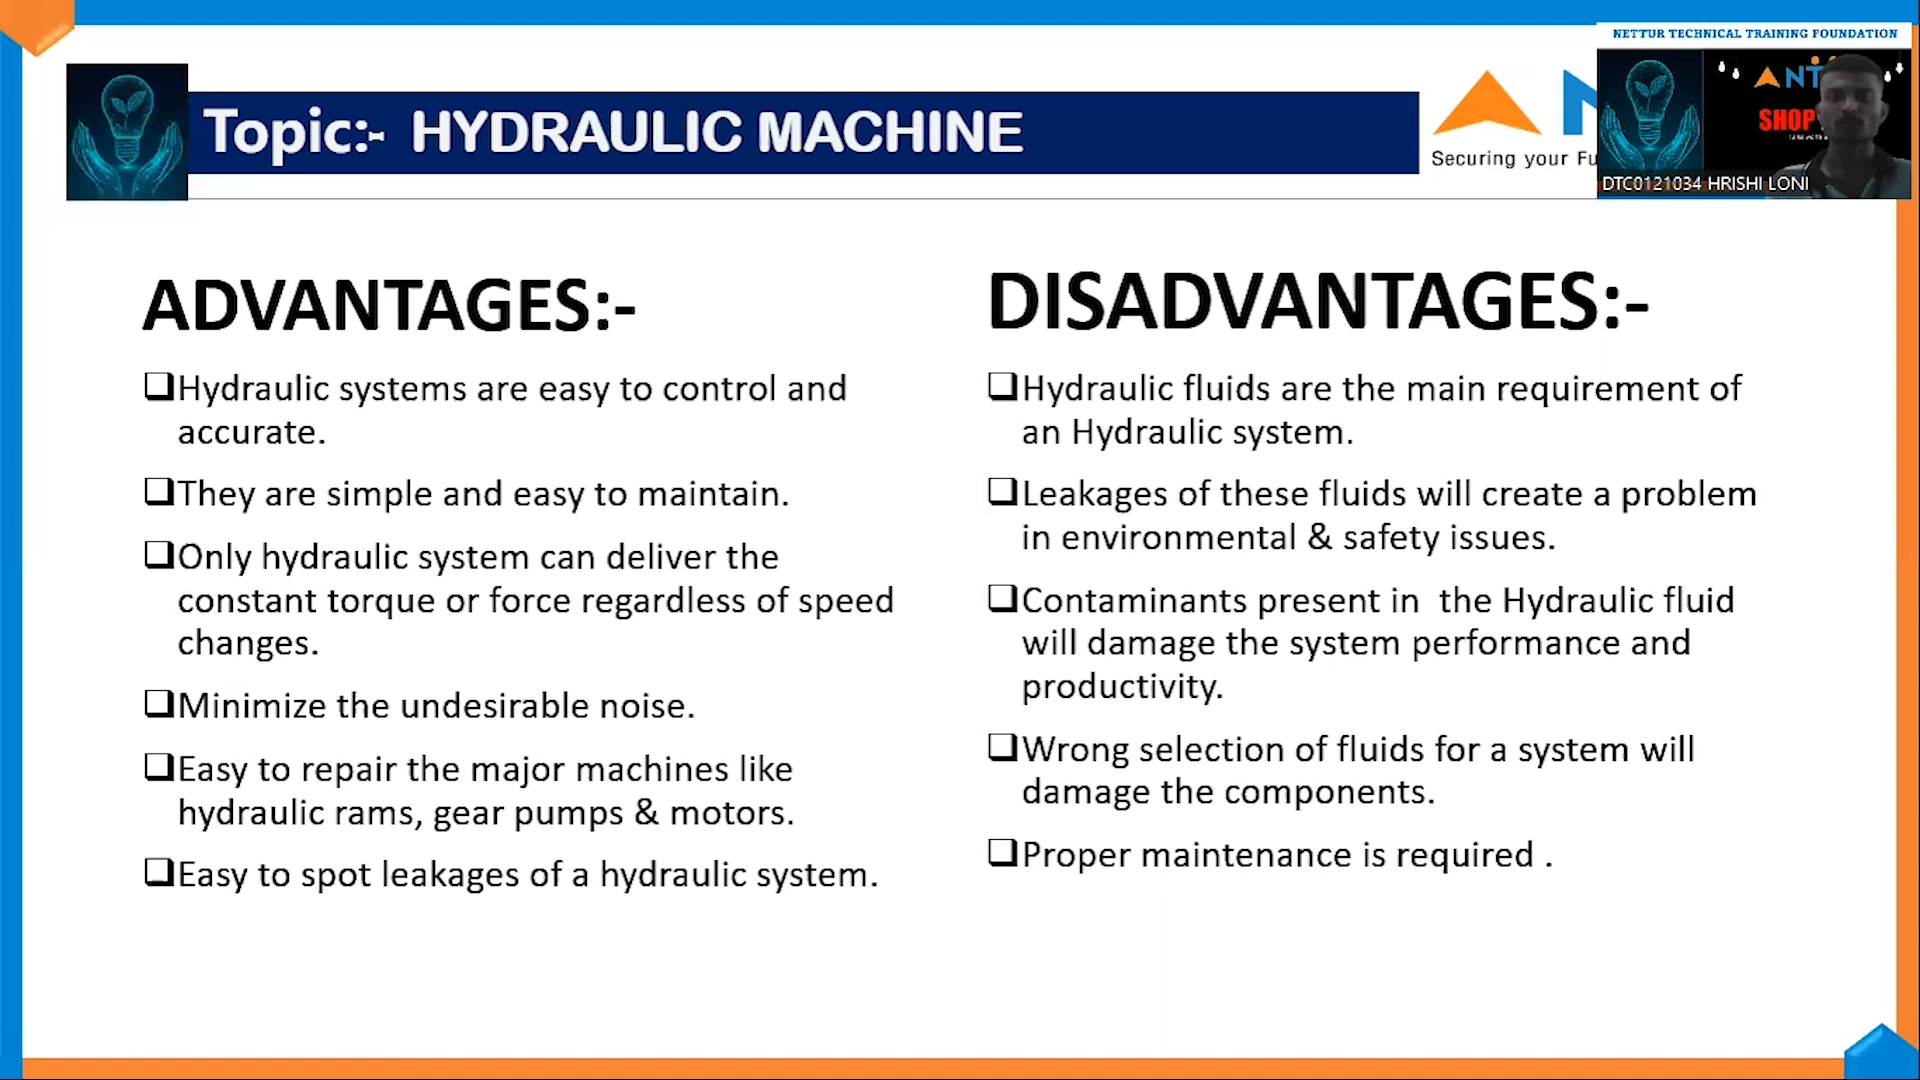 NETTUR TECHNICAL TRAINING FOUNDATION
Topic:- HYDRAULIC MACHINE
Securing your
SHOP
DTC0121034 HRISHI LONI
ADVANTAGES:-
❑Hydraulic systems are easy to control and
accurate.
❑They are simple and easy to maintain.
❑Only hydraulic system can deliver the
constant torque or force regardless of speed
changes.
❑Minimize the undesirable noise.
❑Easy to repair the major machines like
hydraulic rams, gear pumps & motors.
❑Easy to spot leakages of a hydraulic system.
DISADVANTAGES:-
❑Hydraulic fluids are the main requirement of
an Hydraulic system.
❑Leakages of these fluids will create a problem
in environmental & safety issues.
❑Contaminants present in  the Hydraulic fluid
will damage the system performance and
productivity.
❑Wrong selection of fluids for a system will
damage the components.
❑Proper maintenance is required .